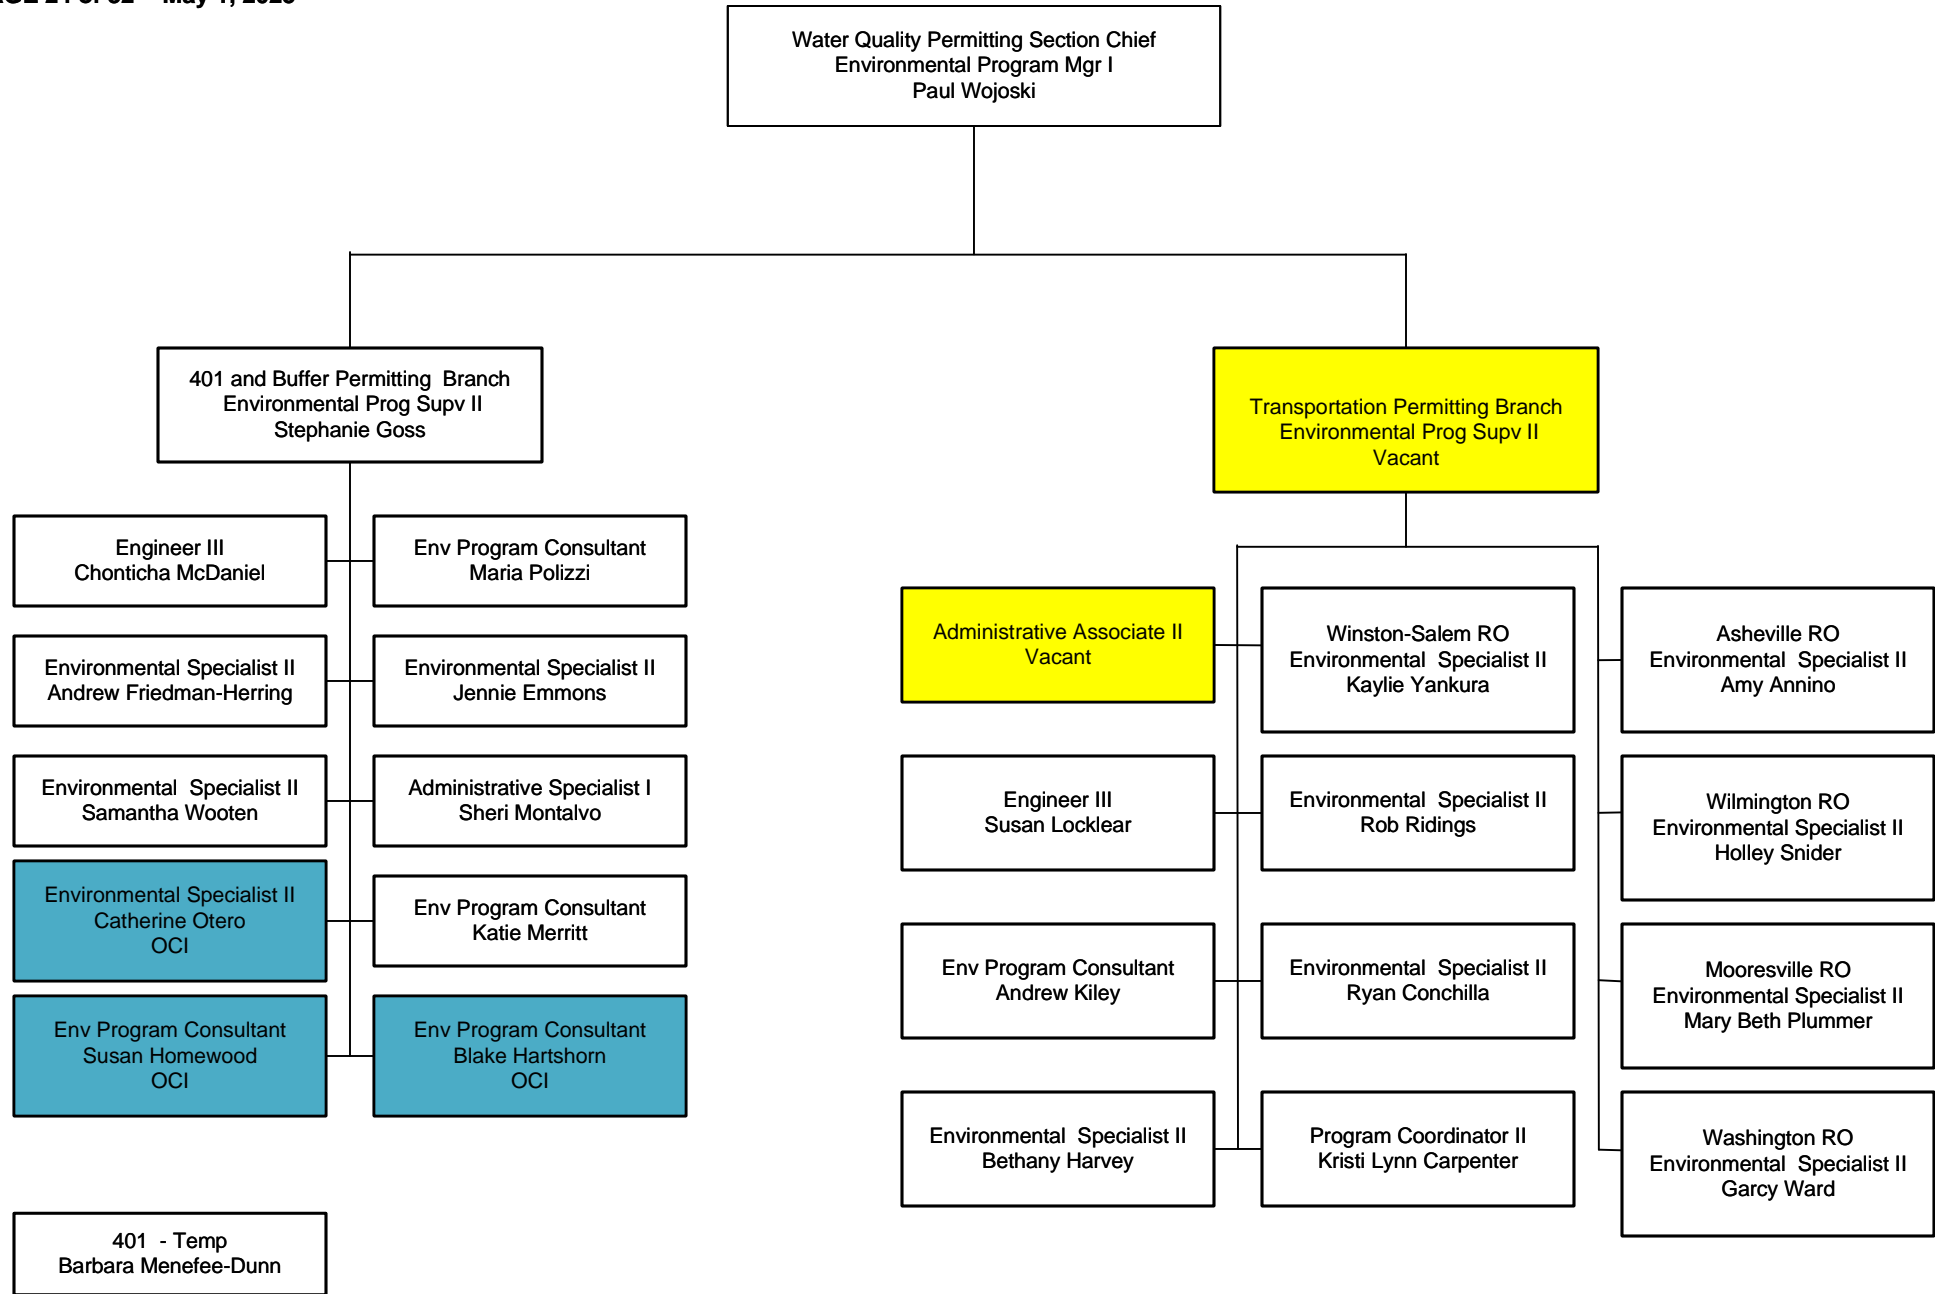 Water Quality Permitting Section Chief
Environmental Program Mgr I
Paul Wojoski
401 and Buffer Permitting Branch
Environmental Prog Supv II
Stephanie Goss
Transportation Permitting Branch
Environmental Prog Supv II
Vacant
Engineer III
Chonticha McDaniel
Env Program Consultant
Maria Polizzi
Environmental Specialist II
Andrew Friedman-Herring
Environmental Specialist II
Jennie Emmons
Environmental Specialist II
Samantha Wooten
Administrative Specialist I
Sheri Montalvo
Environmental Specialist II
Catherine Otero
OCI
Env Program Consultant
Katie Merritt
Env Program Consultant
Susan Homewood
OCI
Env Program Consultant
Blake Hartshorn
OCI
401 - Temp
Barbara Menefee-Dunn
Administrative Associate II
Vacant
Winston-Salem RO
Environmental Specialist II
Kaylie Yankura
Asheville RO
Environmental Specialist II
Amy Annino
Engineer III
Susan Locklear
Environmental Specialist II
Rob Ridings
Wilmington RO
Environmental Specialist II
Holley Snider
Env Program Consultant
Andrew Kiley
Environmental Specialist II
Ryan Conchilla
Mooresville RO
Environmental Specialist II
Mary Beth Plummer
Environmental Specialist II
Bethany Harvey
Program Coordinator II
Kristi Lynn Carpenter
Washington RO
Environmental Specialist II
Garcy Ward